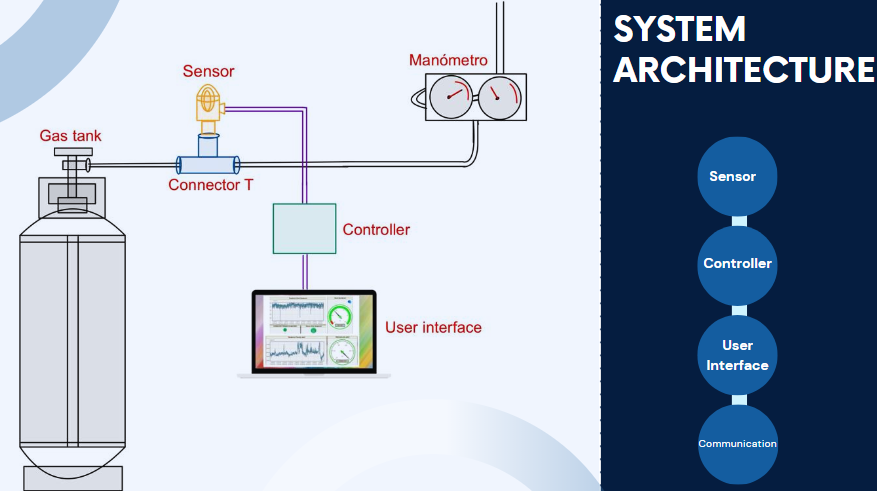 SYSTEM
ARCHITECTURE
Manómetro
Sensor
Gas tank
Connector T
Controller
User interface
Sensor
Controller
User
Interface
Communication